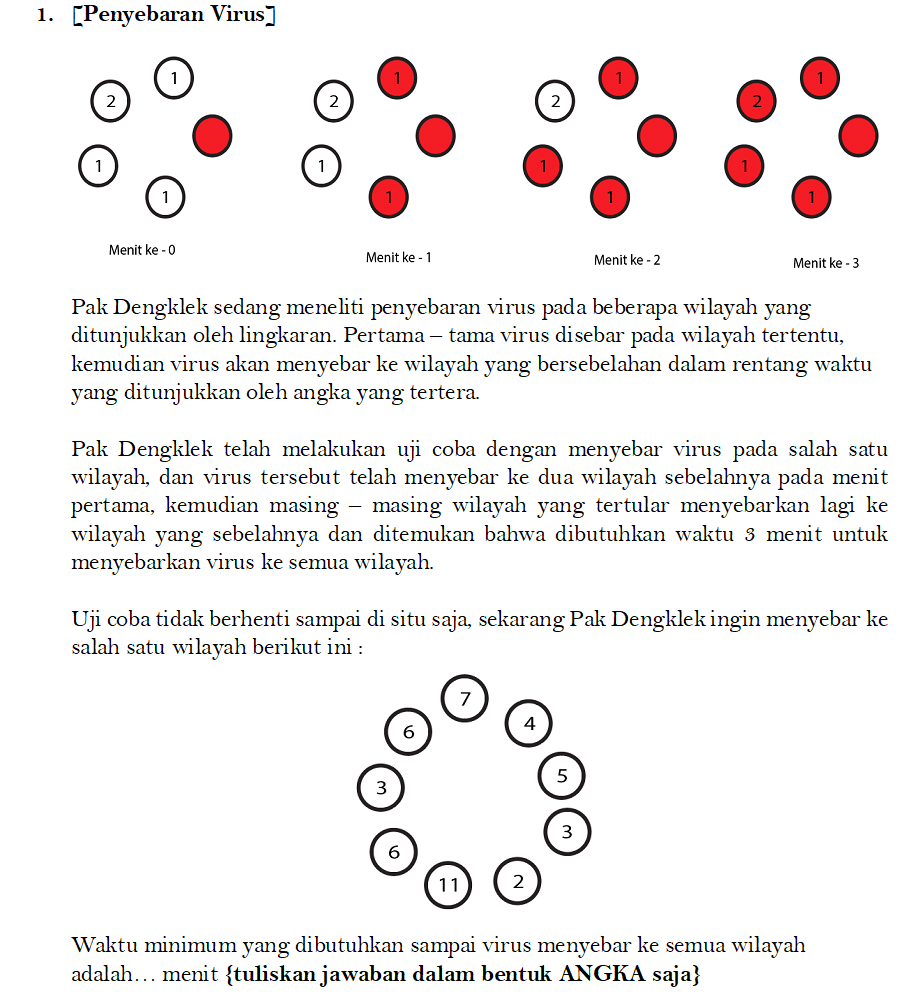 1. [Penyebaran Virus]
1
2
1
1
1
2
1
1
1
2
1
1
1
2
1
1
Menit ke - 0
Menit ke - 1
Menit ke - 2
Menit ke - 3
Pak Dengklek sedang meneliti penyebaran virus pada beberapa wilayah yang
ditunjukkan oleh lingkaran. Pertama – tama virus disebar pada wilayah tertentu,
kemudian virus akan menyebar ke wilayah yang bersebelahan dalam rentang waktu
yang ditunjukkan oleh angka yang tertera.
Pak Dengklek telah melakukan uji coba dengan menyebar virus pada salah satu
wilayah, dan virus tersebut telah menyebar ke dua wilayah sebelahnya pada menit
pertama, kemudian masing – masing wilayah yang tertular menyebarkan lagi ke
wilayah yang sebelahnya dan ditemukan bahwa dibutuhkan waktu 3 menit untuk
menyebarkan virus ke semua wilayah.
Uji coba tidak berhenti sampai di situ saja, sekarang Pak Dengklek ingin menyebar ke
salah satu wilayah berikut ini :
7
4
6
5
3
3
6
11
2
Waktu minimum yang dibutuhkan sampai virus menyebar ke semua wilayah
adalah… menit {tuliskan jawaban dalam bentuk ANGKA saja}